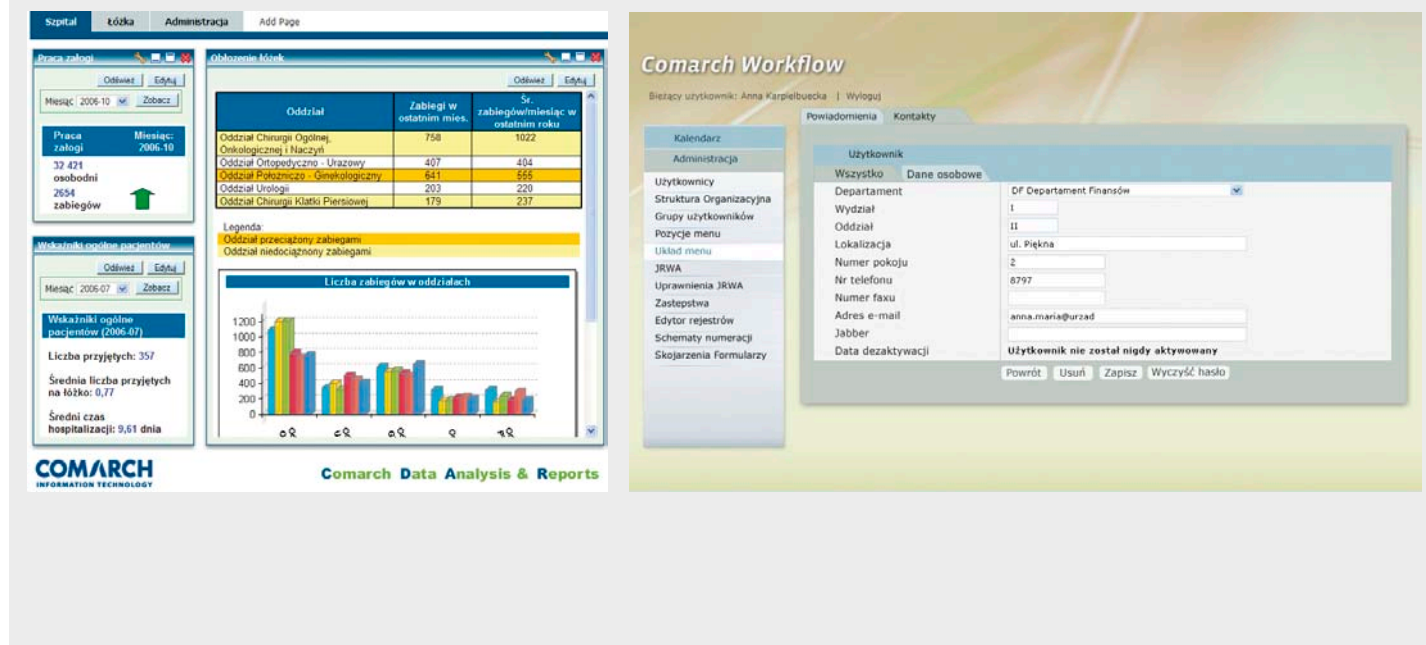 Szpital Łóżka Administracja Add Page
Praca załogi
Odśwież Edytuj
Miesiąc 2006-10 Zobacz
Praca załogi Miesiąc: 2006-10
32 421
osobodni
2654
zabiegów
Wskaźniki ogólne pacjentów
Odśwież Edytuj
Miesiąc 2006-07 Zobacz
Wskaźniki ogólne
pacjentów (2006-07)
Liczba przyjętych: 357
Średnia liczba przyjętych
na łóżko: 0,77
Średni czas
hospitalizacji: 9,61 dnia
Obłożenie łóżek
Odśwież Edytuj
Oddział Zabiegi w ostatnim mies. Śr. zabiegów/miesiąc w ostatnim roku
Oddział Chirurgii Ogólnej, Onkologicznej i Naczyń 758 1022
Oddział Ortopedyczno - Urazowy 407 404
Oddział Położniczo - Ginekologiczny 641 555
Oddział Urologii 203 220
Oddział Chirurgii Klatki Piersiowej 179 237
Legenda:
Oddział przeciążony zabiegami
Oddział niedociążnony zabiegami
Liczba zabiegów w oddziałach
1200
1000
800
600
400
200
0
COMARCH
INFORMATION TECHNOLOGY
Comarch Data Analysis & Reports
Comarch Workflow
Bieżący użytkownik: Anna Karpielbuecka | Wyloguj
Powiadomienia Kontakty
Kalendarz
Administracja
Użytkownicy
Struktura Organizacyjna
Grupy użytkowników
Pozycje menu
Układ menu
JRWA
Uprawnienia JRWA
Zastepstwa
Edytor rejestrów
Schematy numeracji
Skojarzenia Formularzy
Użytkownik
Wszystko Dane osobowe
Departament DF Departament Finansów
Wydział I
Oddział II
Lokalizacja ul. Piękna
Numer pokoju 2
Nr telefonu 8797
Numer faxu
Adres e-mail anna.maria@urzad
Jabber
Data dezaktywacji Użytkownik nie został nigdy aktywowany
Powrót Usuń Zapisz Wyczyść hasło